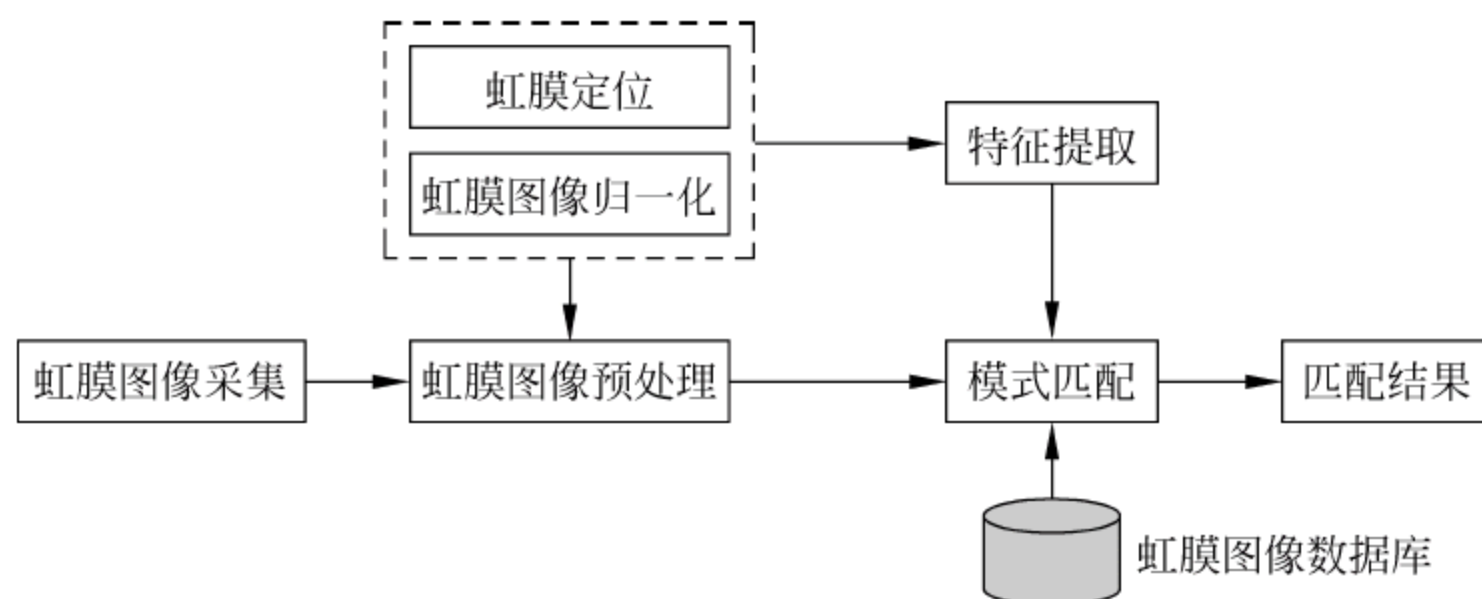 虹膜定位
虹膜图像归一化
特征提取
虹膜图像采集
虹膜图像预处理
模式匹配
匹配结果
虹膜图像数据库